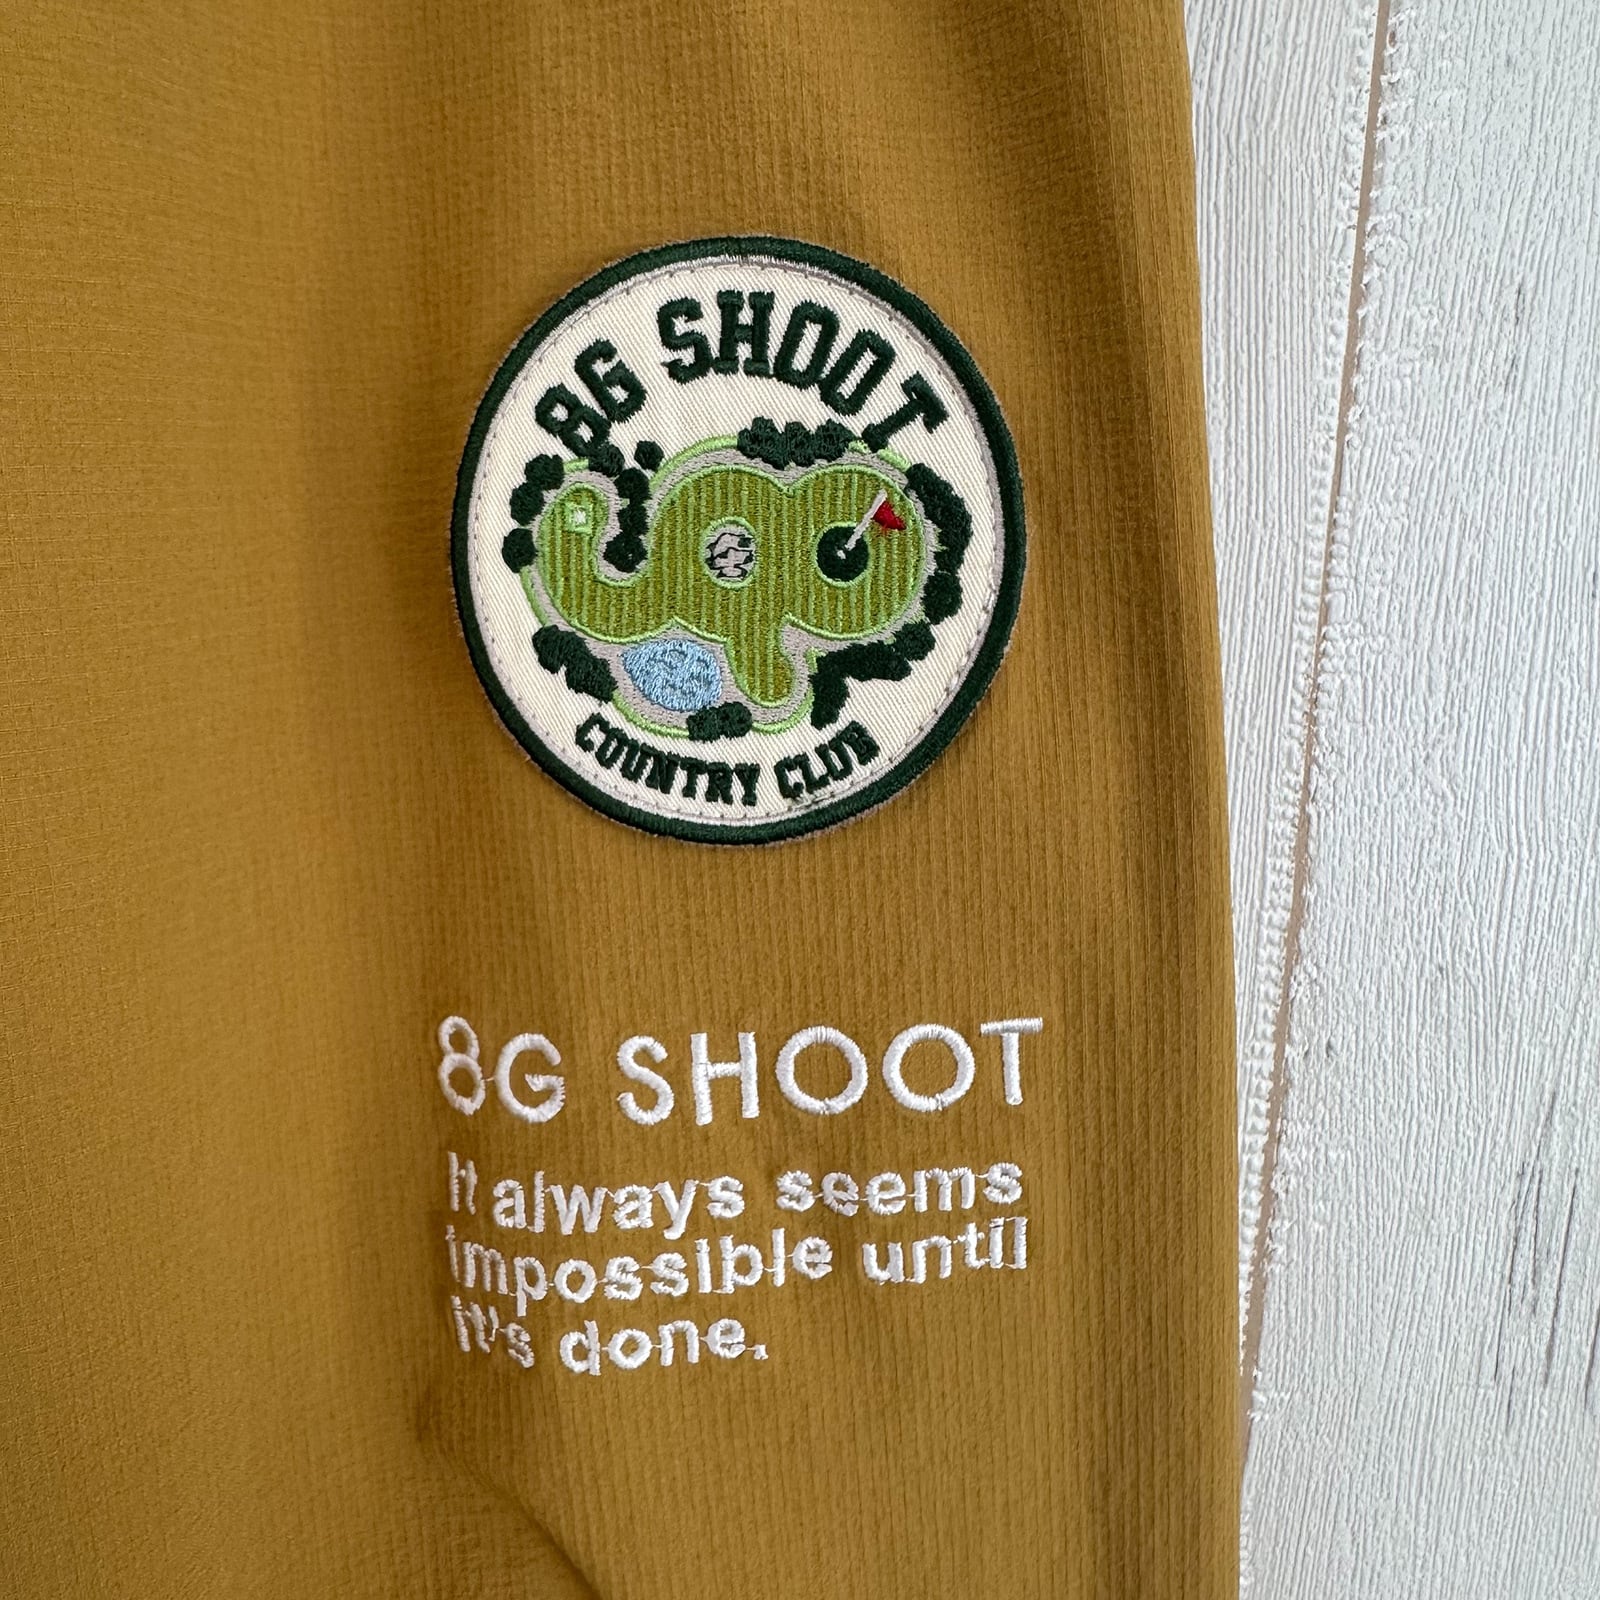 8G SHOOT
COUNTRY CLUB
8G SHOOT
It always seems
impossible until
it's done.